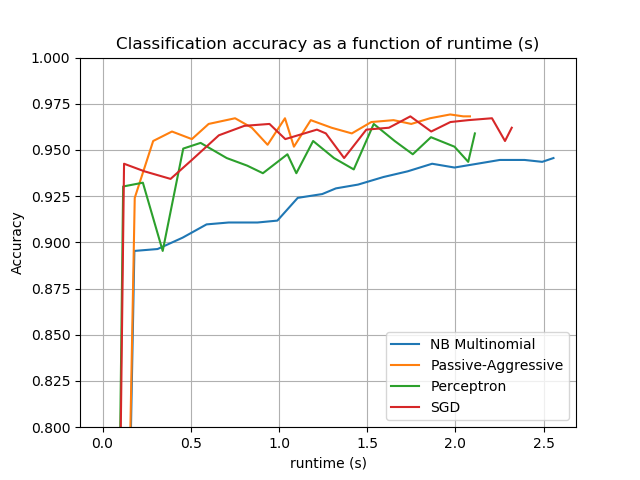 Classification accuracy as a function of runtime (s)
1.000
0.975
0.950
0.925
0.900
0.875
0.850
0.825
0.800
Accuracy
0.0 0.5 1.0 1.5 2.0 2.5
runtime (s)
NB Multinomial
Passive-Aggressive
Perceptron
SGD